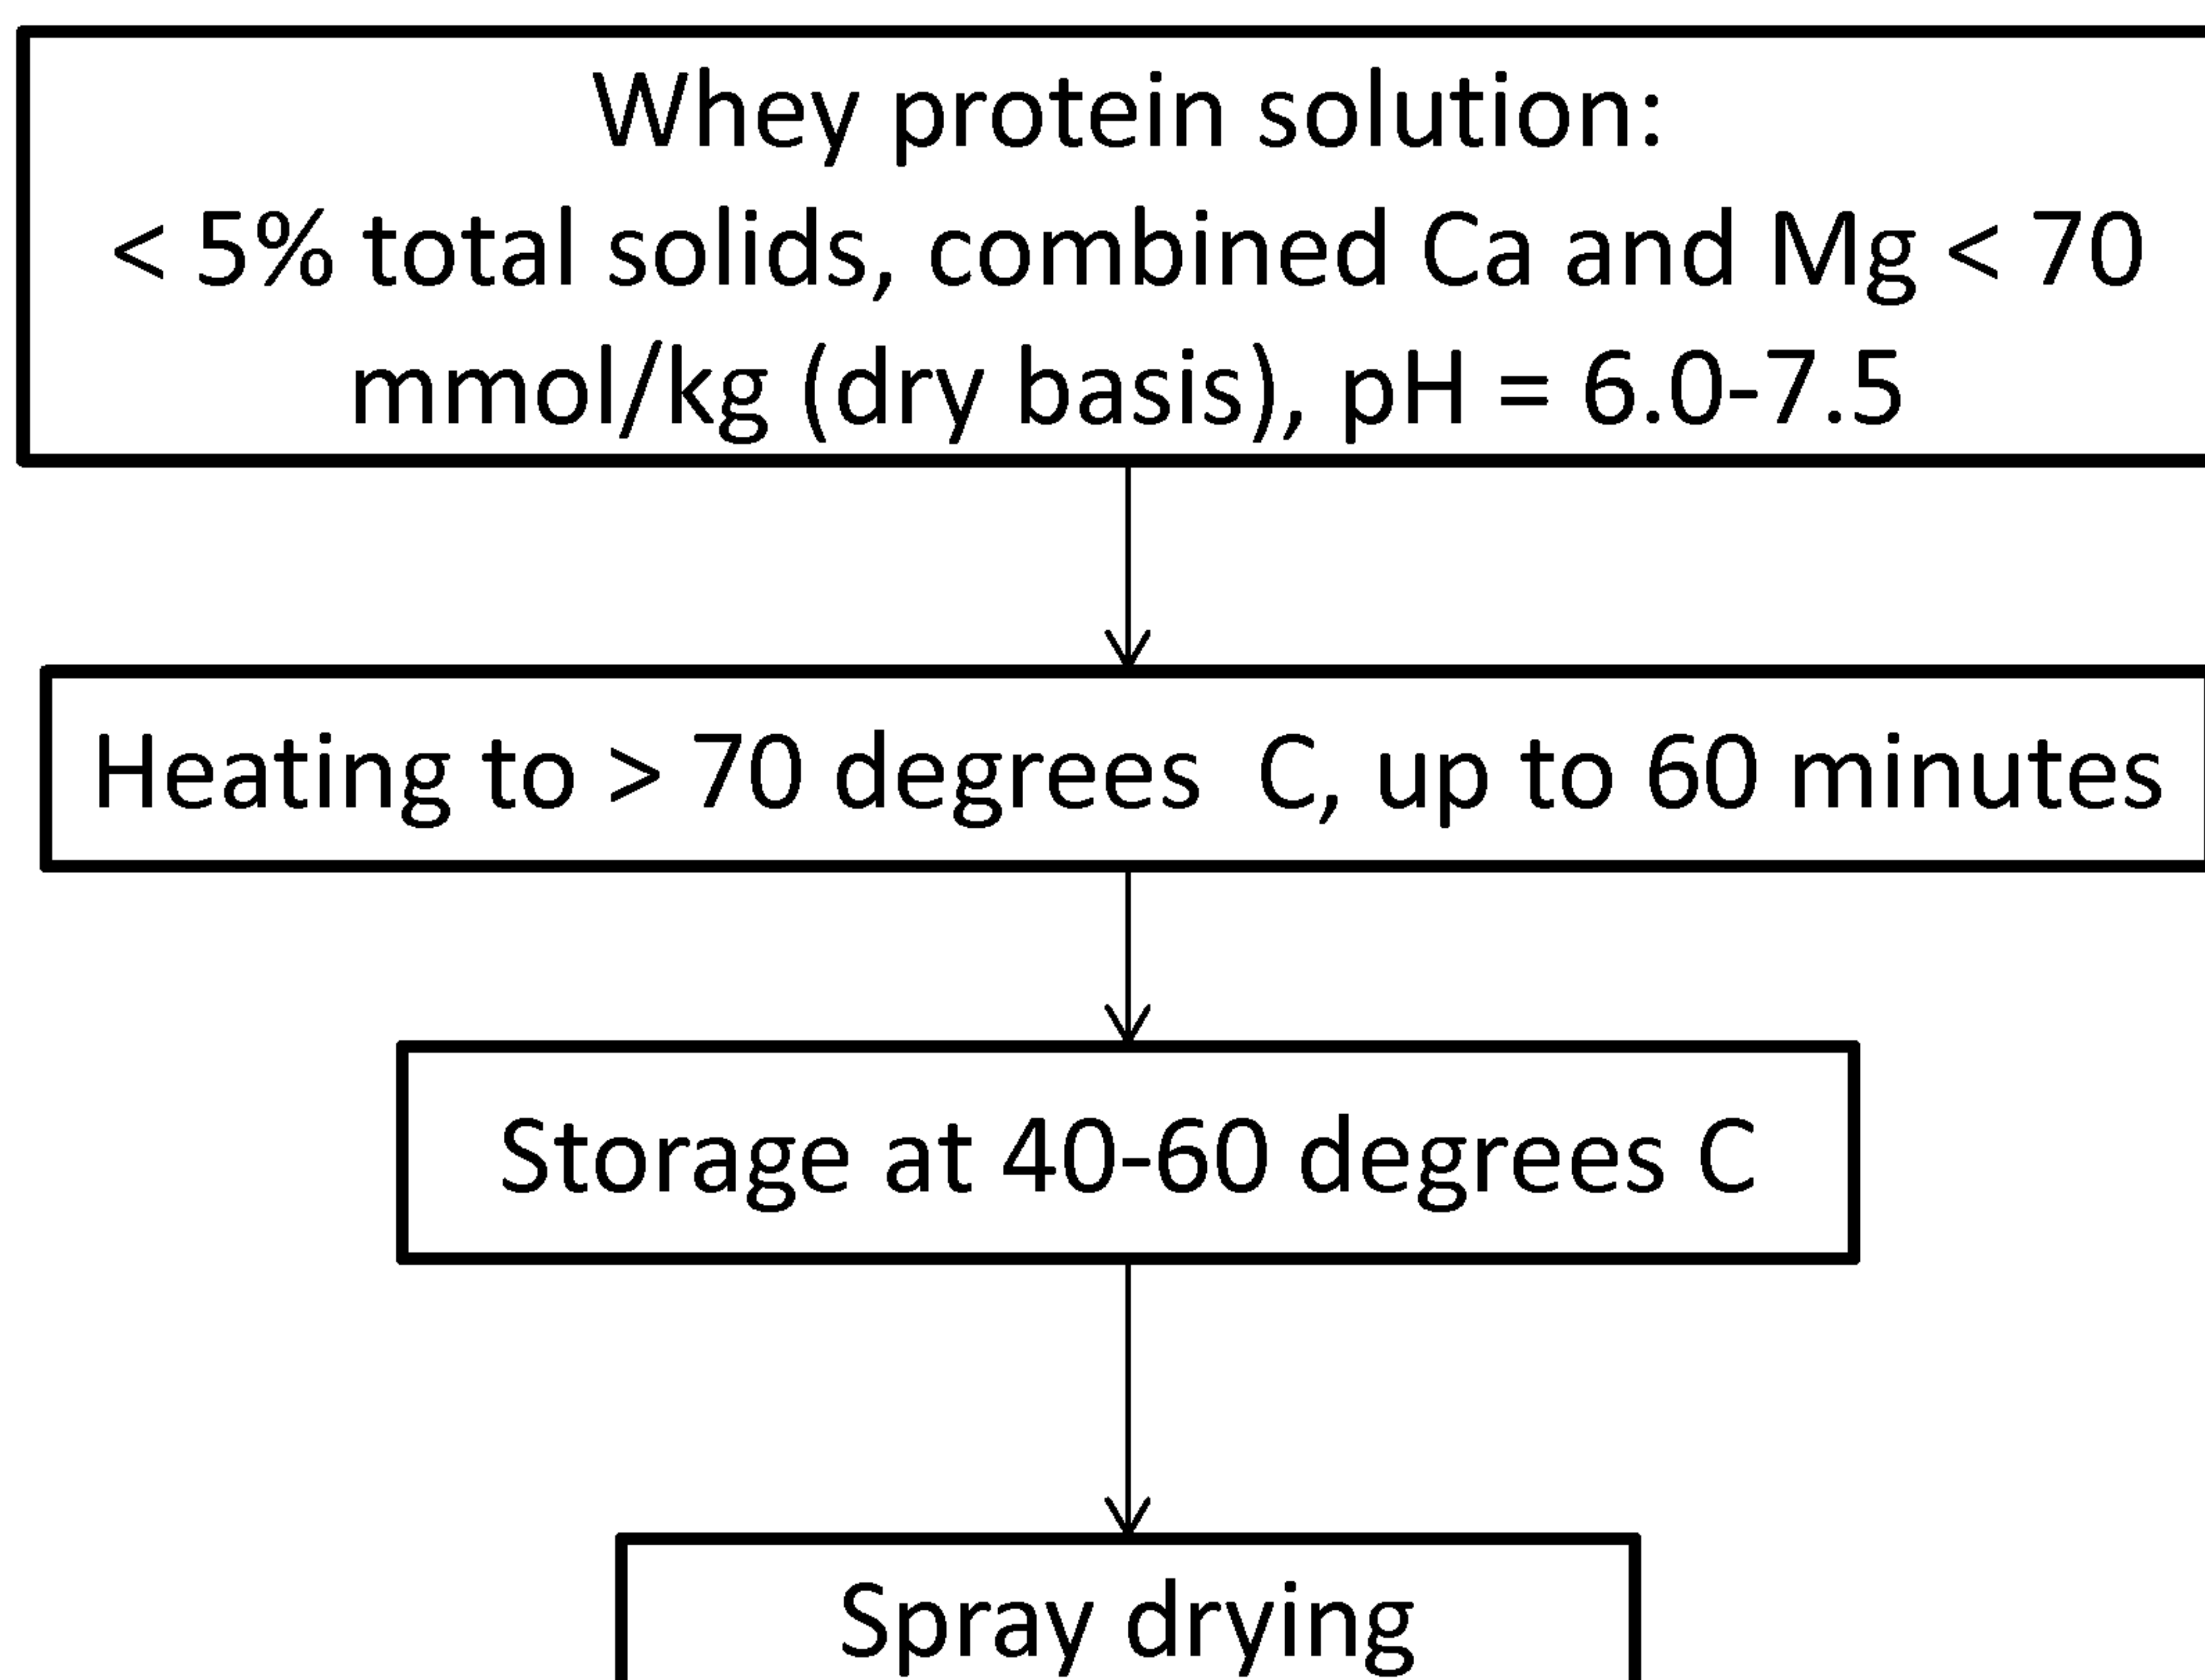 Whey protein solution:
< 5% total solids, combined Ca and Mg < 70
mmol/kg (dry basis), pH = 6.0-7.5
Heating to > 70 degrees  C, up to 60 minutes
Storage at 40-60 degrees C
Spray drying